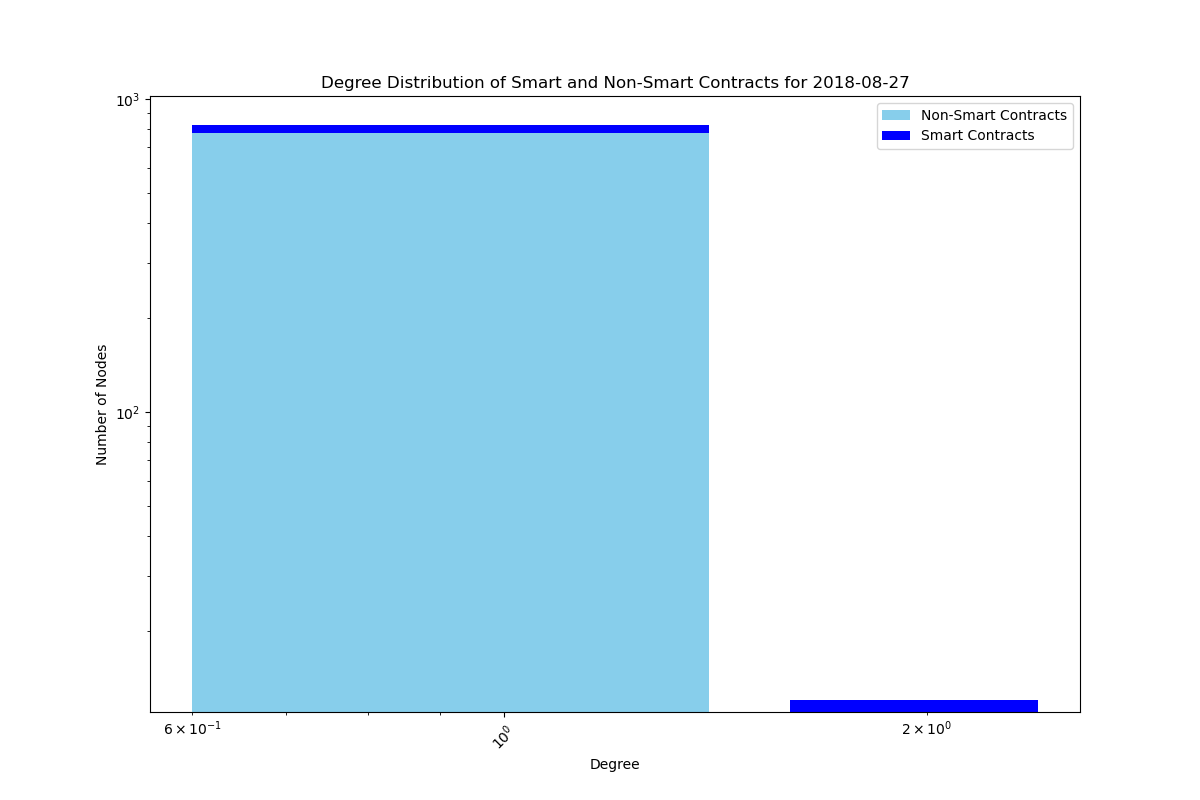 Degree Distribution of Smart and Non-Smart Contracts for 2018-08-27
10³
Non-Smart Contracts
Smart Contracts
Number of Nodes
10²
6 × 10⁻¹
10⁰
2 × 10⁰
Degree